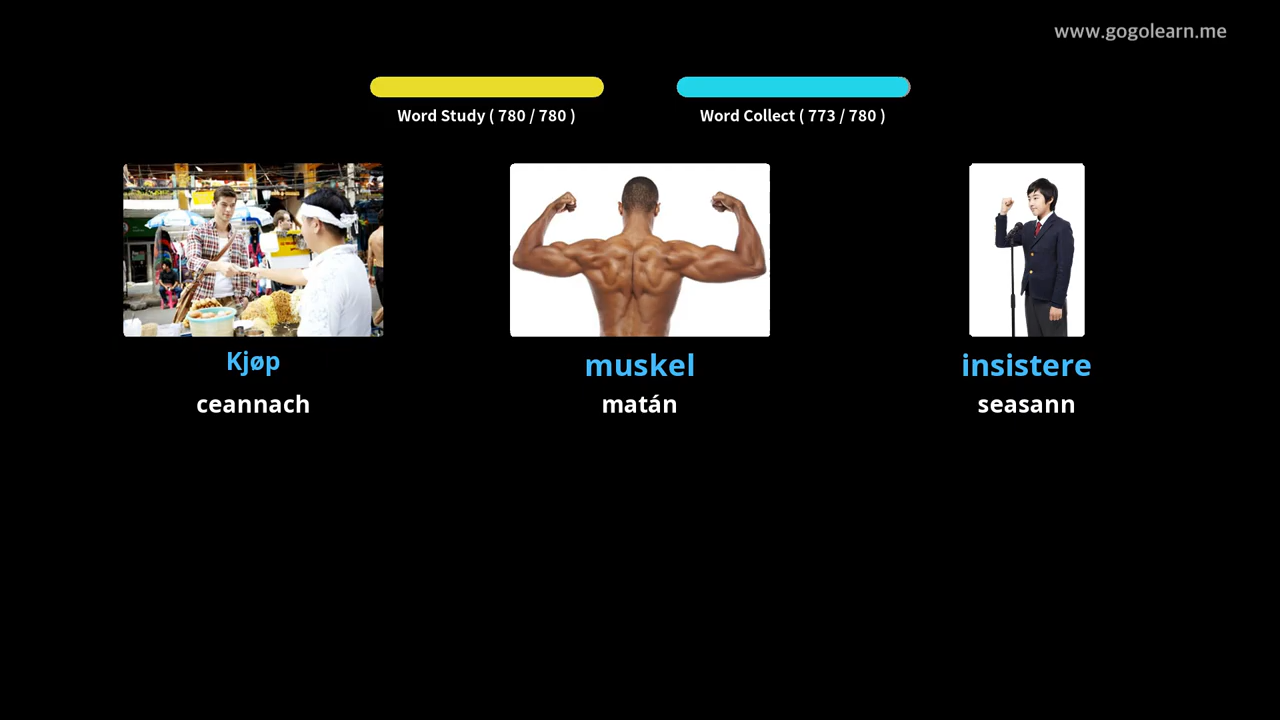 www.gogolearn.me
Word Study ( 780 / 780 )
Word Collect ( 773 / 780 )
Kjøp
muskel
insistere
ceannach
matán
seasann